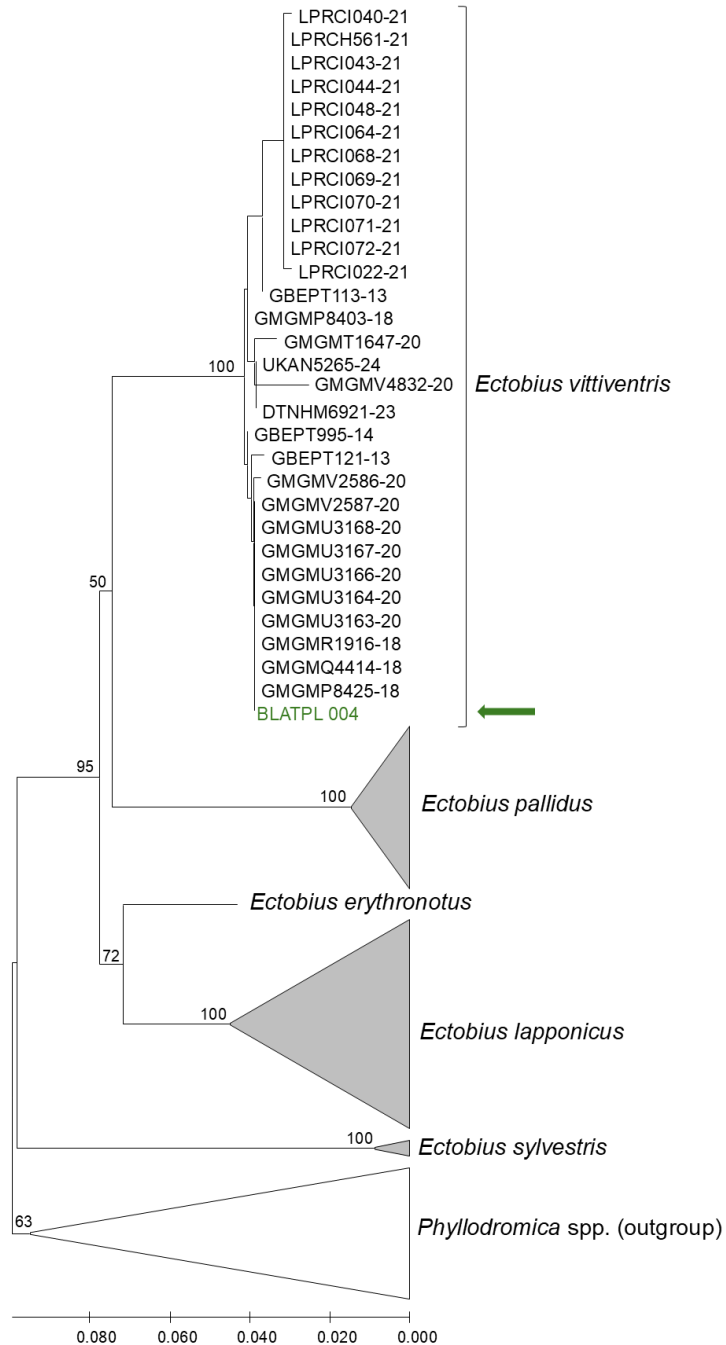 LPRCI040-21
LPRCH561-21
LPRCI043-21
LPRCI044-21
LPRCI048-21
LPRCI064-21
LPRCI068-21
LPRCI069-21
LPRCI070-21
LPRCI071-21
LPRCI072-21
LPRCI022-21
GBEPT113-13
GMGMP8403-18
GMGMT1647-20
UKAN5265-24
100
GMGMV4832-20
Ectobius vittiventris
DTNHM6921-23
GBEPT995-14
GBEPT121-13
GMGMV2586-20
GMGMV2587-20
GMGMU3168-20
GMGMU3167-20
GMGMU3166-20
50
GMGMU3164-20
GMGMU3163-20
GMGMR1916-18
GMGMQ4414-18
GMGMP8425-18
BLATPL 004
95
100
Ectobius pallidus
Ectobius erythronotus
72
100
Ectobius lapponicus
100
Ectobius sylvestris
63
Phyllodromica spp. (outgroup)
0.080 0.060 0.040 0.020 0.000